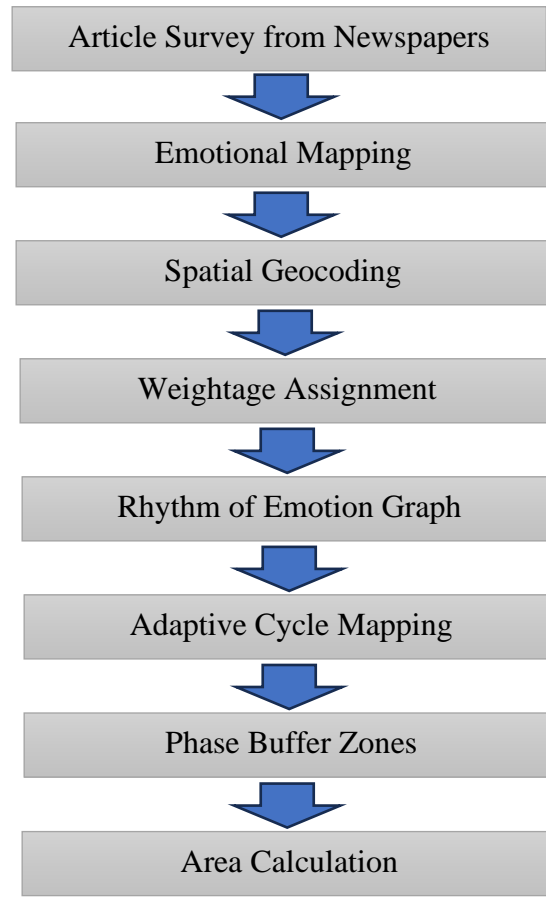 Article Survey from Newspapers
Emotional Mapping
Spatial Geocoding
Weightage Assignment
Rhythm of Emotion Graph
Adaptive Cycle Mapping
Phase Buffer Zones
Area Calculation